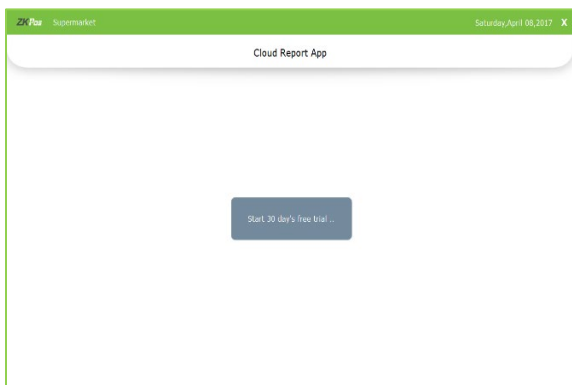 ZKPos Supermarket Saturday,April 08,2017 X
Cloud Report App
Start 30 day's free trial ..